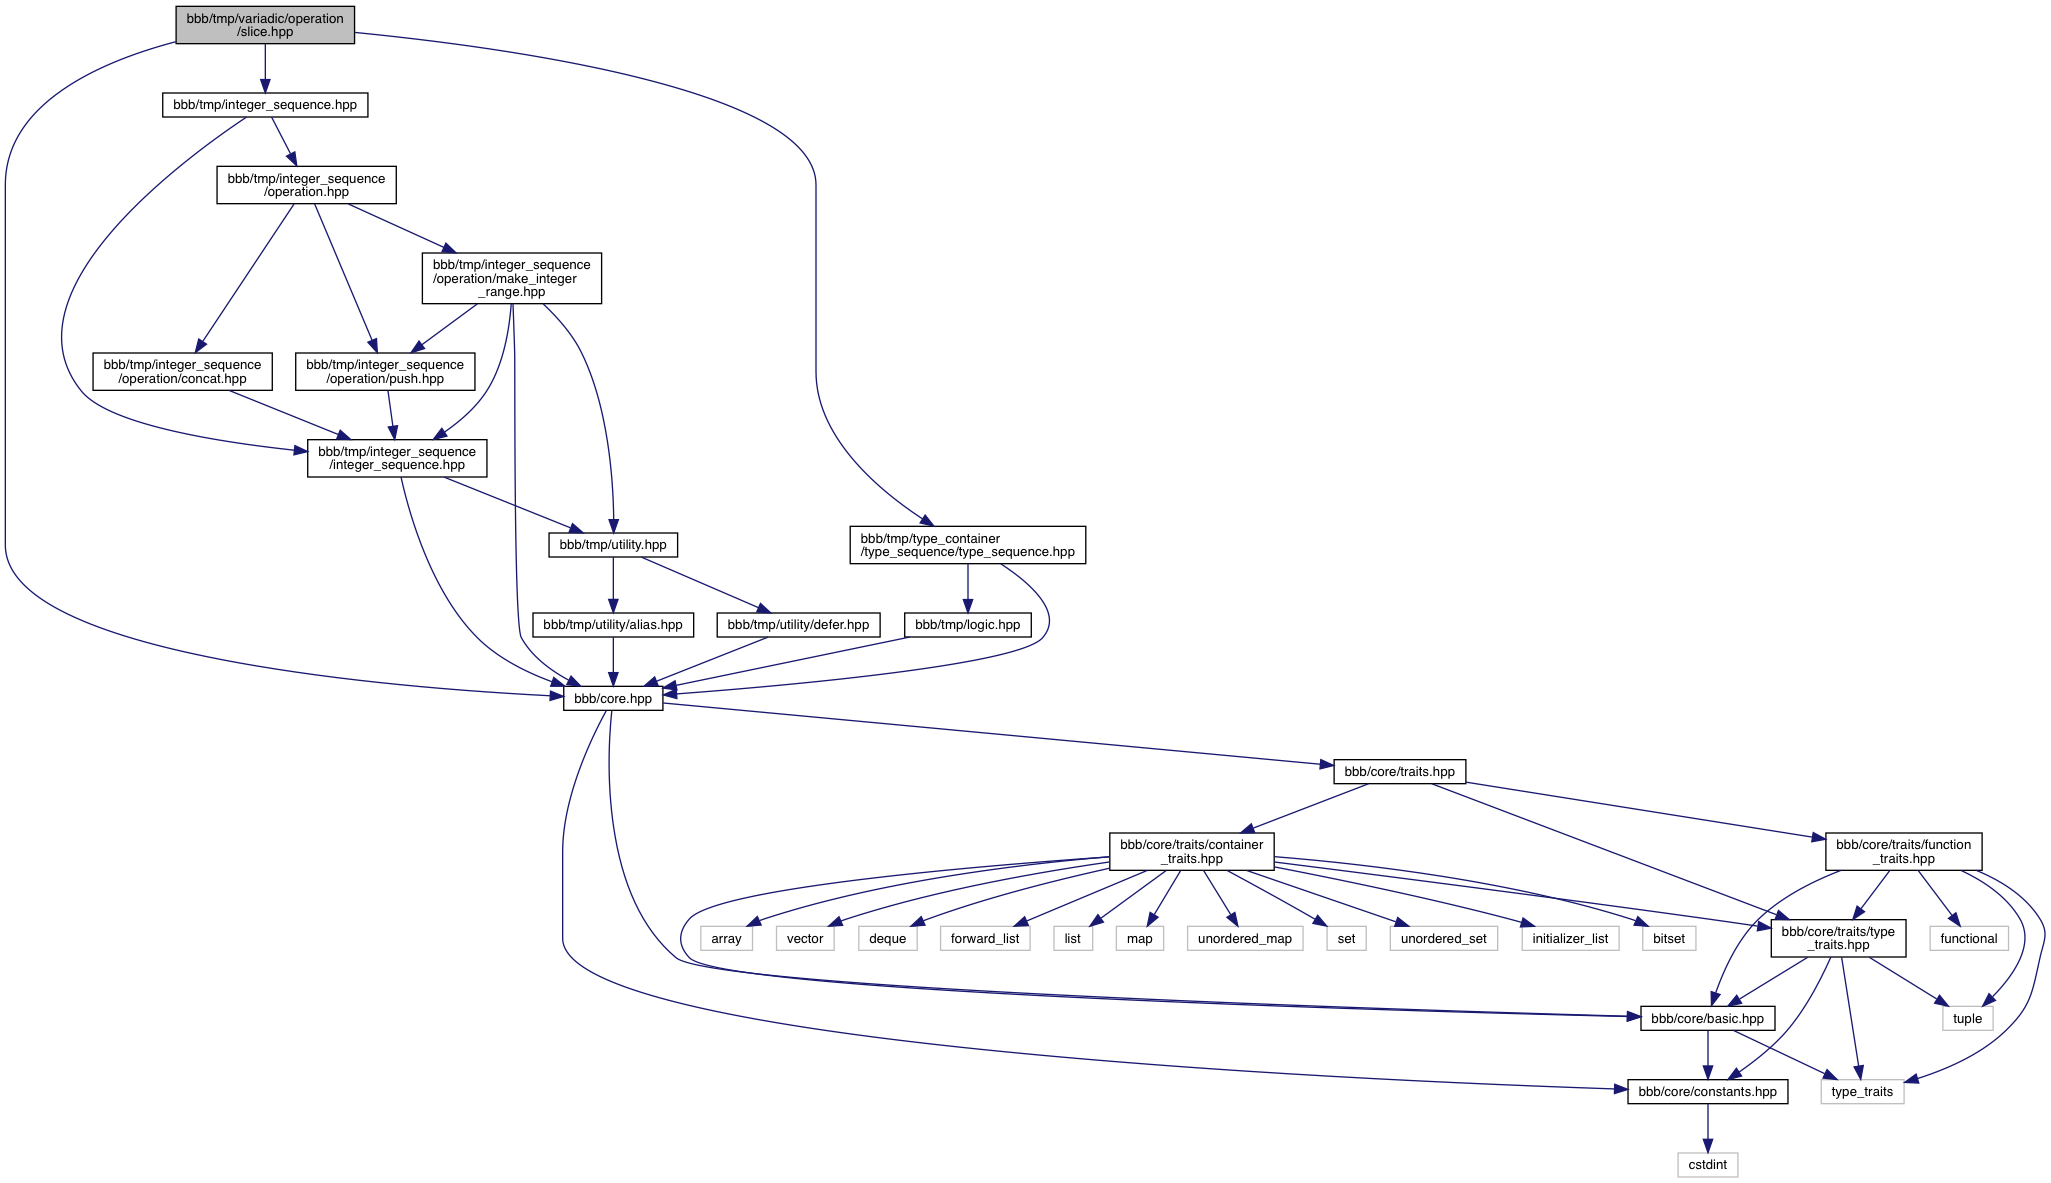 bbb/tmp/variadic/operation
/slice.hpp
bbb/tmp/integer_sequence.hpp
bbb/tmp/integer_sequence
/operation.hpp
bbb/tmp/integer_sequence
/operation/make_integer
_range.hpp
bbb/tmp/integer_sequence
/operation/concat.hpp
bbb/tmp/integer_sequence
/operation/push.hpp
bbb/tmp/integer_sequence
/integer_sequence.hpp
bbb/tmp/utility.hpp
bbb/tmp/type_container
/type_sequence/type_sequence.hpp
bbb/tmp/utility/alias.hpp
bbb/tmp/utility/defer.hpp
bbb/tmp/logic.hpp
bbb/core.hpp
bbb/core/traits.hpp
bbb/core/traits/container
_traits.hpp
bbb/core/traits/function
_traits.hpp
array
vector
deque
forward_list
list
map
unordered_map
set
unordered_set
initializer_list
bitset
bbb/core/traits/type
_traits.hpp
functional
bbb/core/basic.hpp
tuple
bbb/core/constants.hpp
type_traits
cstdint